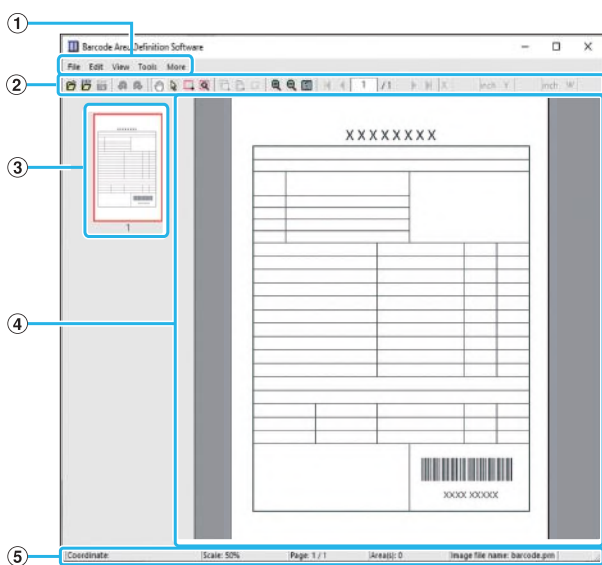 1
Barcode Area Definition Software
File Edit View Tools More
2
1 / 1 X inch Y inch W
3
1
XXXXXXXX
4
XXXX XXXXX
5
Coordinate: Scale: 50% Page: 1 / 1 Area(s): 0 Image file name: barcode.prn